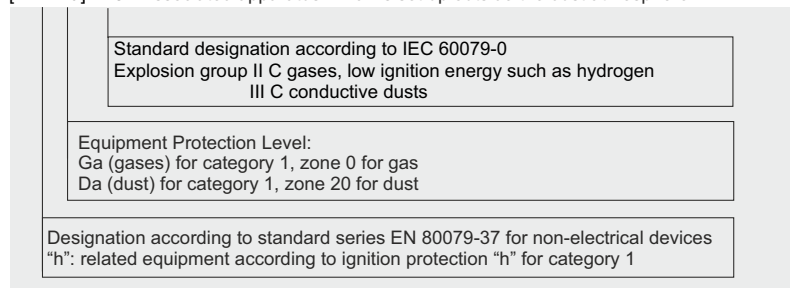 Standard designation according to IEC 60079-0
Explosion group II C gases, low ignition energy such as hydrogen
III C conductive dusts
Equipment Protection Level:
Ga (gases) for category 1, zone 0 for gas
Da (dust) for category 1, zone 20 for dust
Designation according to standard series EN 80079-37 for non-electrical devices
“h”: related equipment according to ignition protection “h” for category 1